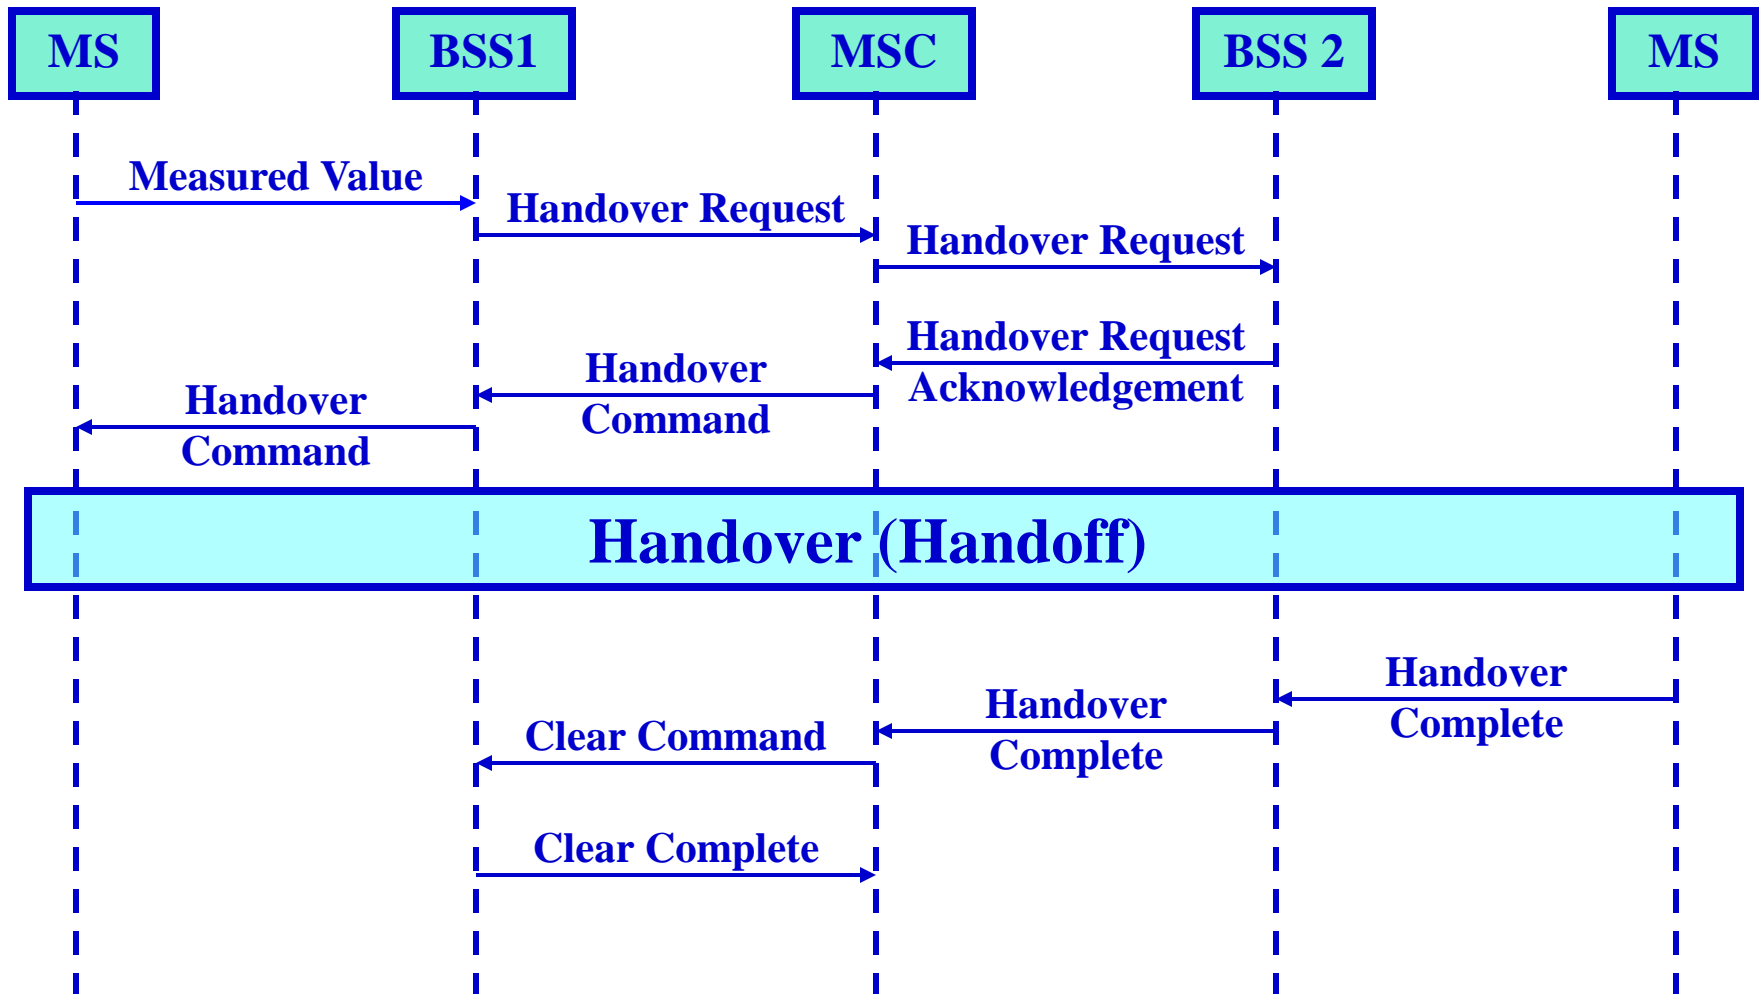 MS
BSS1
MSC
BSS 2
MS
Measured Value
Handover Request
Handover Request
Handover Request
Acknowledgement
Handover
Command
Handover
Command
Handover (Handoff)
Handover
Complete
Handover
Complete
Clear Command
Clear Complete